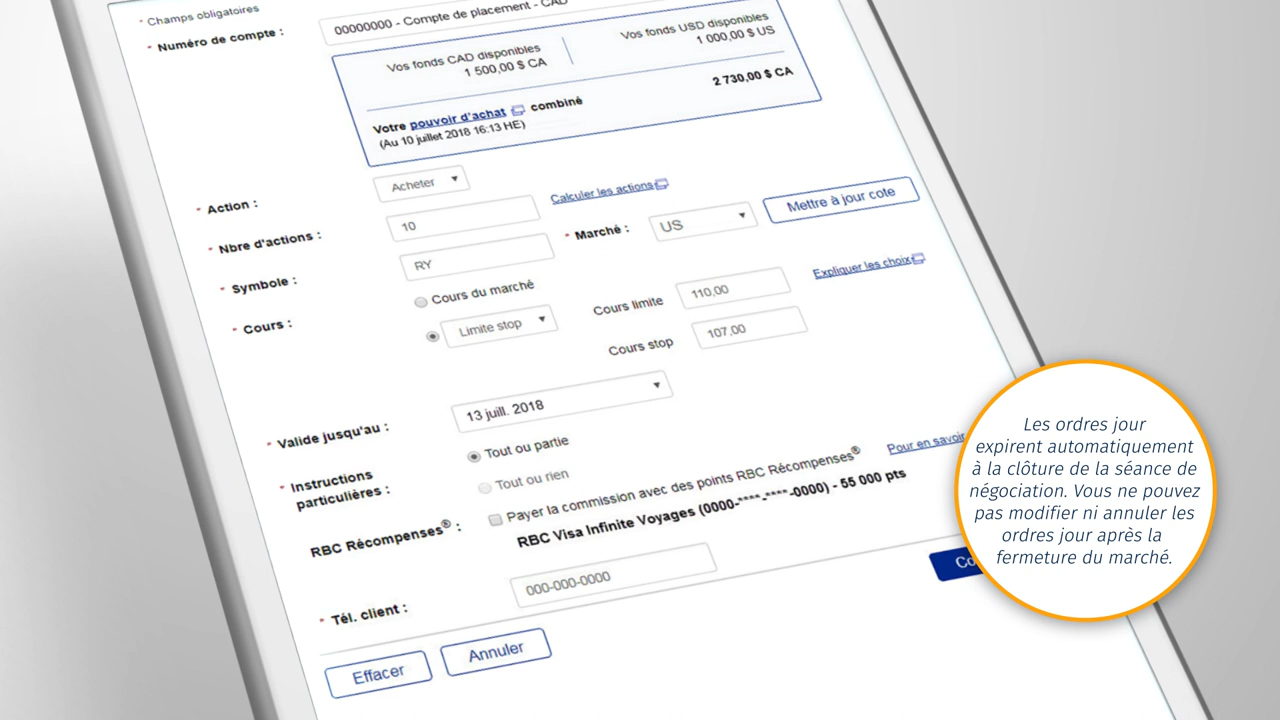 * Champs obligatoires
* Numéro de compte :
00000000 - Compte de placement - CAD
Vos fonds CAD disponibles
1 500,00 $ CA
Vos fonds USD disponibles
1 000,00 $ US
Votre pouvoir d'achat combiné
(Au 10 juillet 2018 16:13 HE)
2 730,00 $ CA
* Action :
Acheter
* Nbre d'actions :
10
Calculer les actions
* Symbole :
RY
* Marché :
US
Mettre à jour cote
* Cours :
Cours du marché
Expliquer les choix
Limite stop
Cours limite
110,00
Cours stop
107,00
* Valide jusqu'au :
13 juill. 2018
* Instructions
particulières :
Tout ou partie
Tout ou rien
RBC Récompenses® :
Payer la commission avec des points RBC Récompenses®
Pour en savoir
RBC Visa Infinite Voyages (0000-****-****-0000) - 55 000 pts
* Tél. client :
000-000-0000
Effacer
Annuler
Les ordres jour
expirent automatiquement
à la clôture de la séance de
négociation. Vous ne pouvez
pas modifier ni annuler les
ordres jour après la
fermeture du marché.